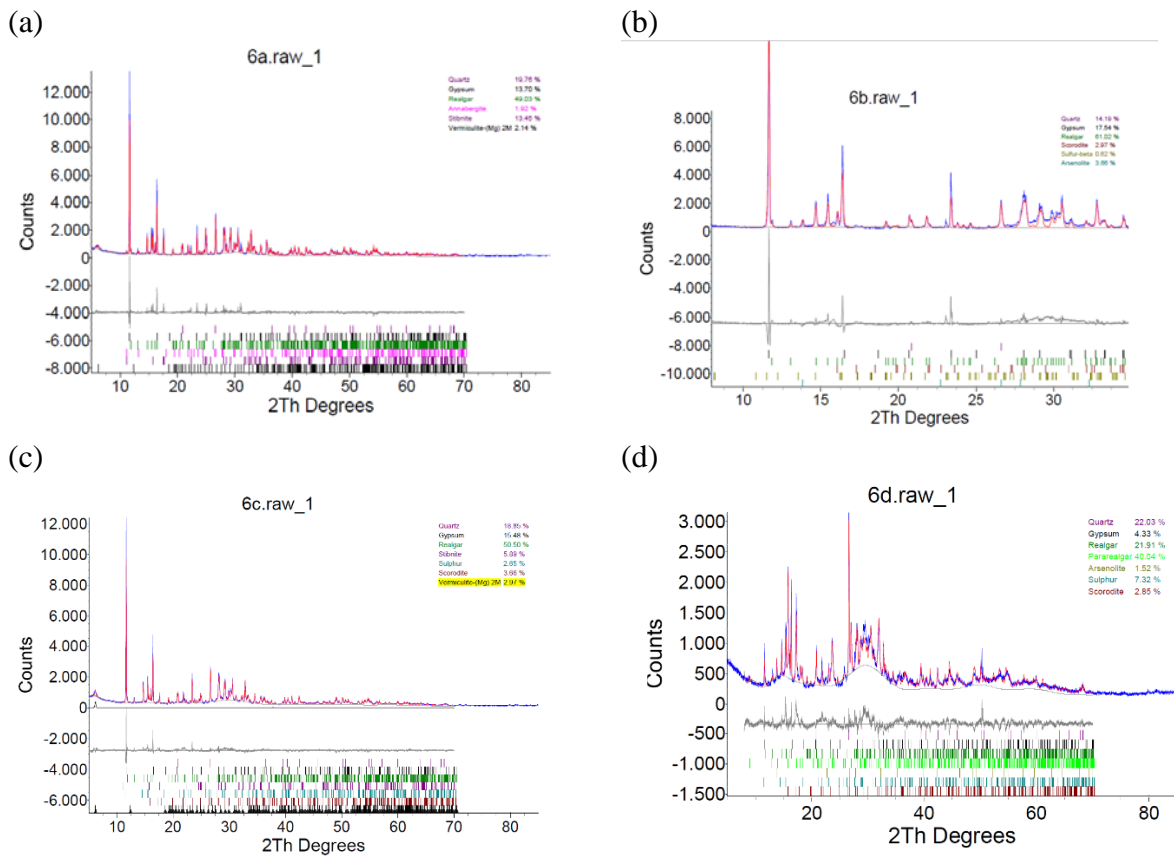 (a)
6a.raw_1
Quartz 19.76 %
Gypsum 13.70 %
Realgar 49.03 %
Annabergite 1.92 %
Stibnite 13.45 %
Vermiculite-(Mg) 2M 2.14 %
Counts
12.000
10.000
8.000
6.000
4.000
2.000
0
-2.000
-4.000
-6.000
-8.000
10 20 30 40 50 60 70 80
2Th Degrees
(b)
6b.raw_1
Quartz 14.19 %
Gypsum 17.54 %
Realgar 61.02 %
Scorodite 2.97 %
Sulfur-beta 0.62 %
Arsenolite 3.66 %
Counts
8.000
6.000
4.000
2.000
0
-2.000
-4.000
-6.000
-8.000
-10.000
10 15 20 25 30
2Th Degrees
(c)
6c.raw_1
Quartz 18.85 %
Gypsum 15.48 %
Realgar 50.50 %
Stibnite 5.89 %
Sulphur 2.65 %
Scorodite 3.66 %
Vermiculite-(Mg) 2M 2.97 %
Counts
12.000
10.000
8.000
6.000
4.000
2.000
0
-2.000
-4.000
-6.000
10 20 30 40 50 60 70 80
2Th Degrees
(d)
6d.raw_1
Quartz 22.03 %
Gypsum 4.33 %
Realgar 21.91 %
Pararealgar 40.04 %
Arsenolite 1.52 %
Sulphur 7.32 %
Scorodite 2.85 %
Counts
3.000
2.500
2.000
1.500
1.000
500
0
-500
-1.000
-1.500
20 30 40 50 60 70 80
2Th Degrees